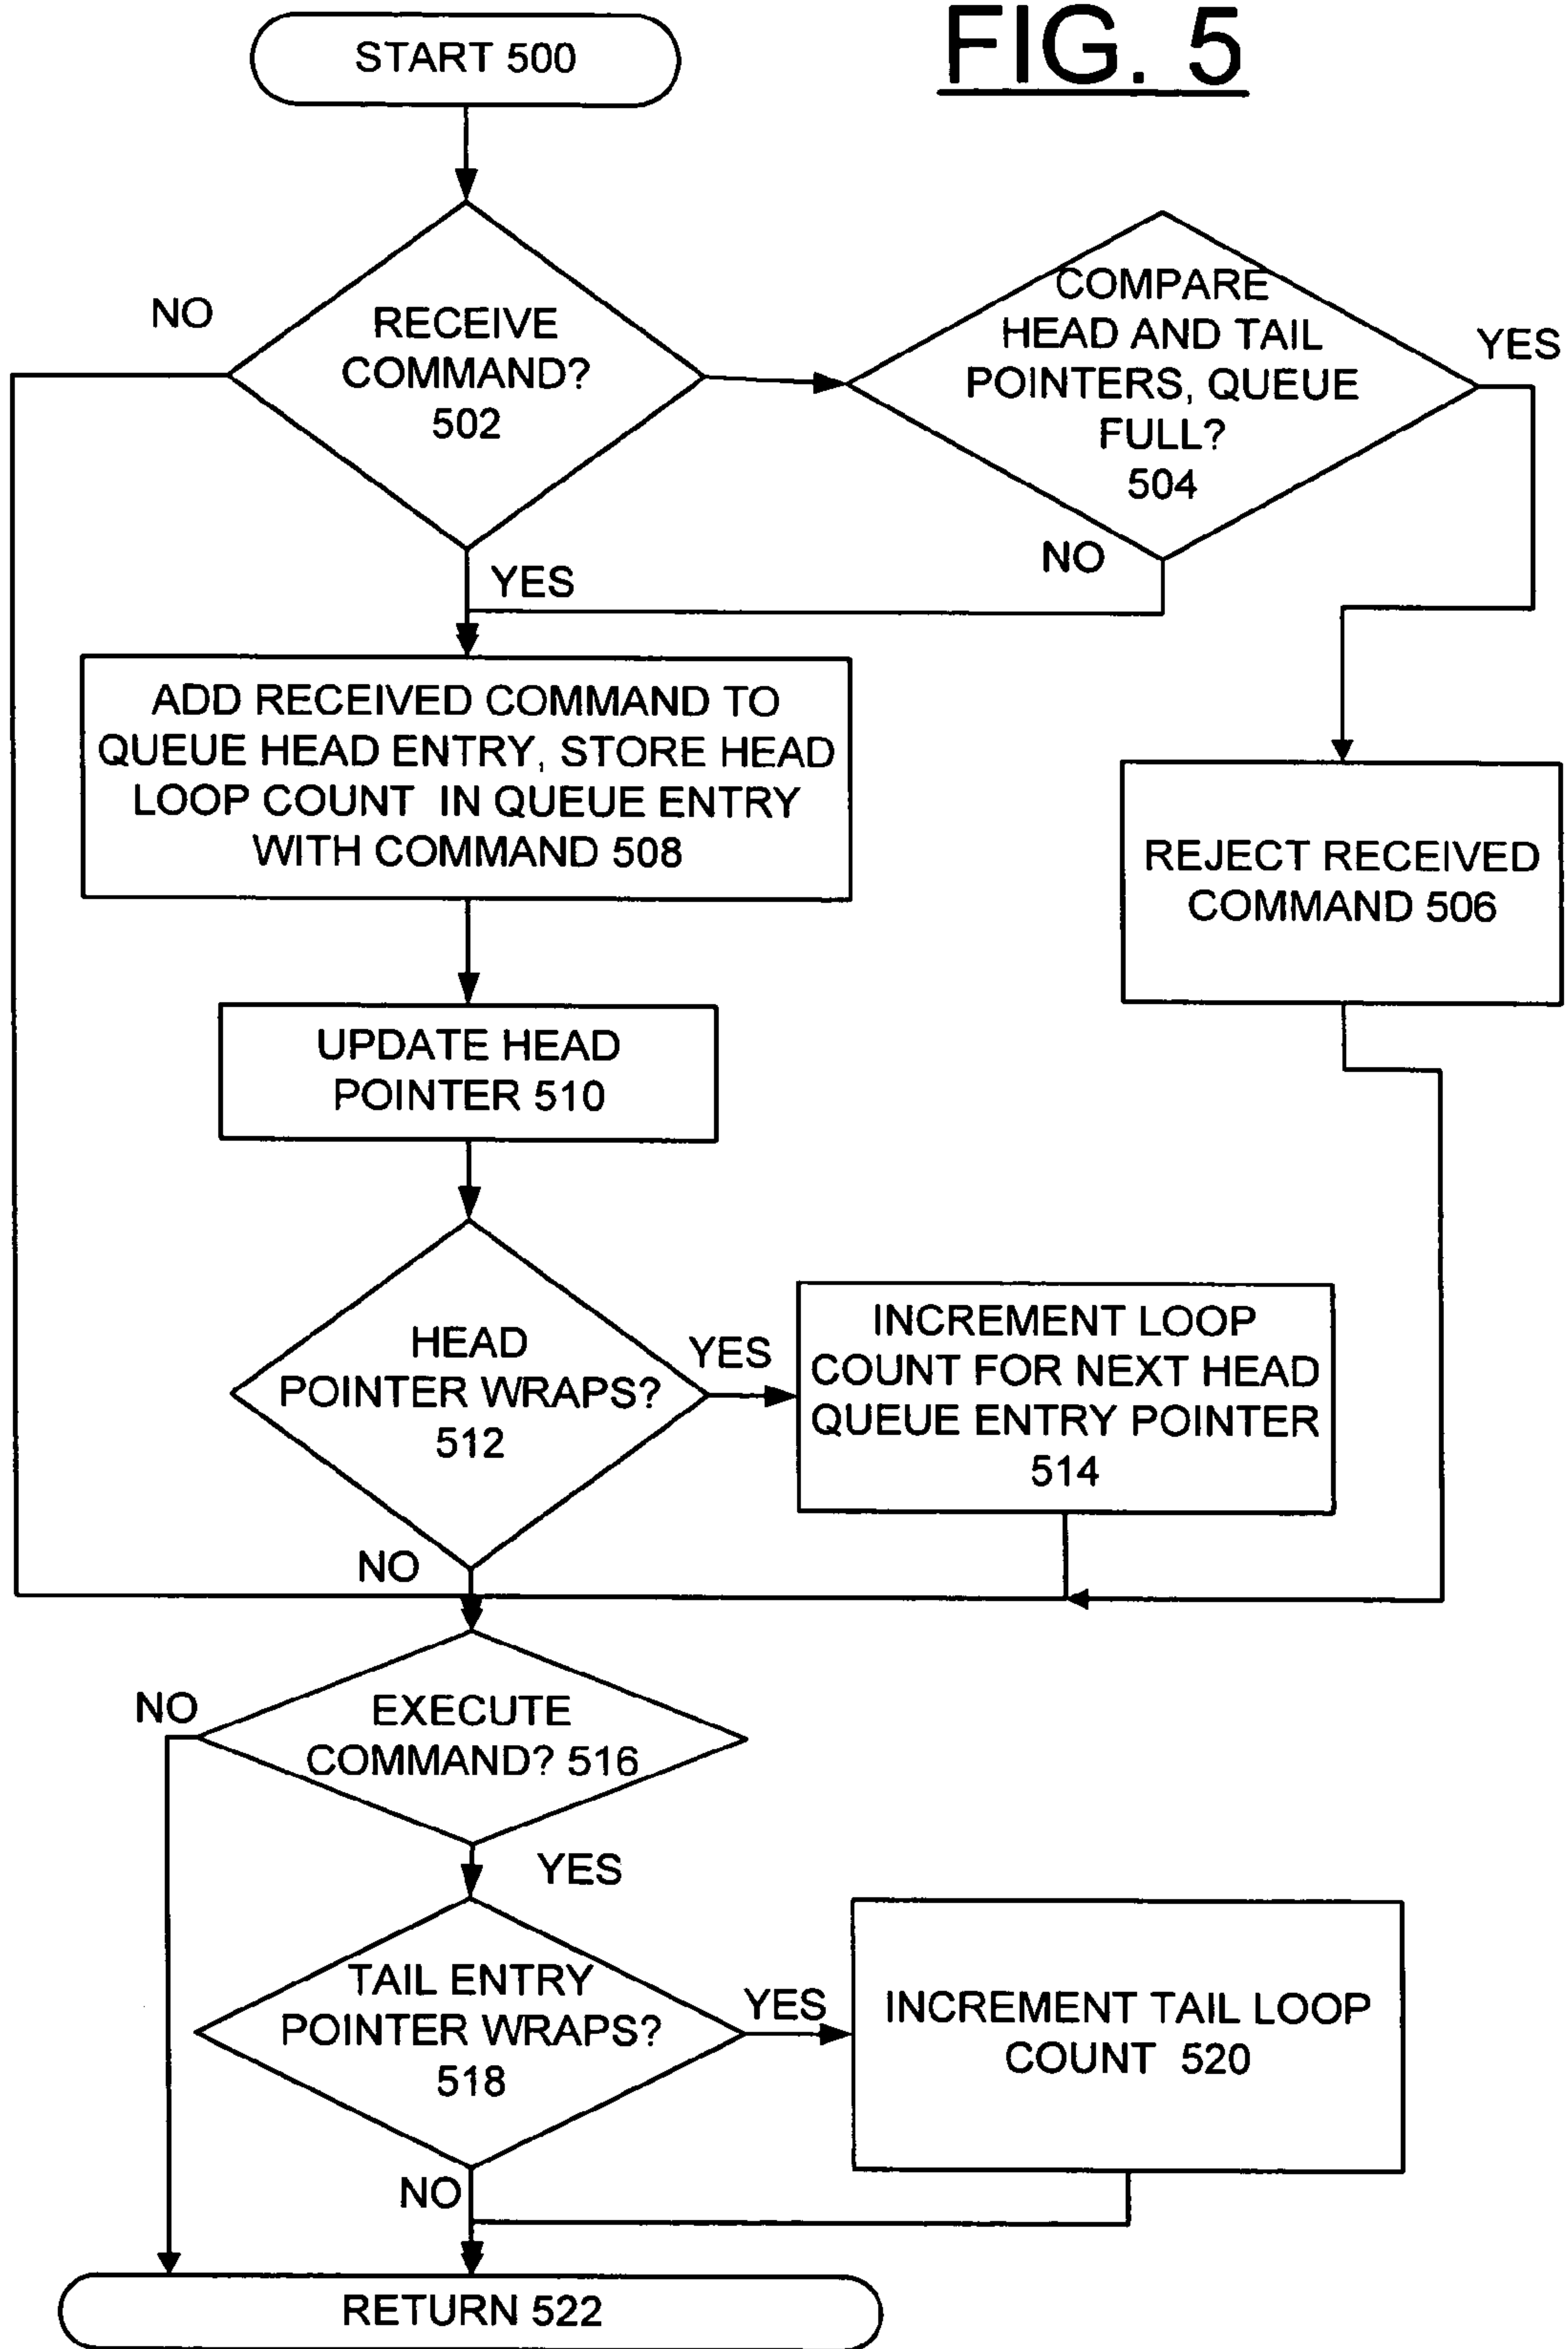 FIG. 5
START 500
NO
RECEIVE
COMMAND?
502
COMPARE
HEAD AND TAIL
POINTERS, QUEUE
FULL?
504
YES
NO
YES
ADD RECEIVED COMMAND TO
QUEUE HEAD ENTRY, STORE HEAD
LOOP COUNT IN QUEUE ENTRY
WITH COMMAND 508
REJECT RECEIVED
COMMAND 506
UPDATE HEAD
POINTER 510
HEAD
POINTER WRAPS?
512
YES
INCREMENT LOOP
COUNT FOR NEXT HEAD
QUEUE ENTRY POINTER
514
NO
NO
EXECUTE
COMMAND? 516
YES
TAIL ENTRY
POINTER WRAPS?
518
YES
INCREMENT TAIL LOOP
COUNT 520
NO
RETURN 522